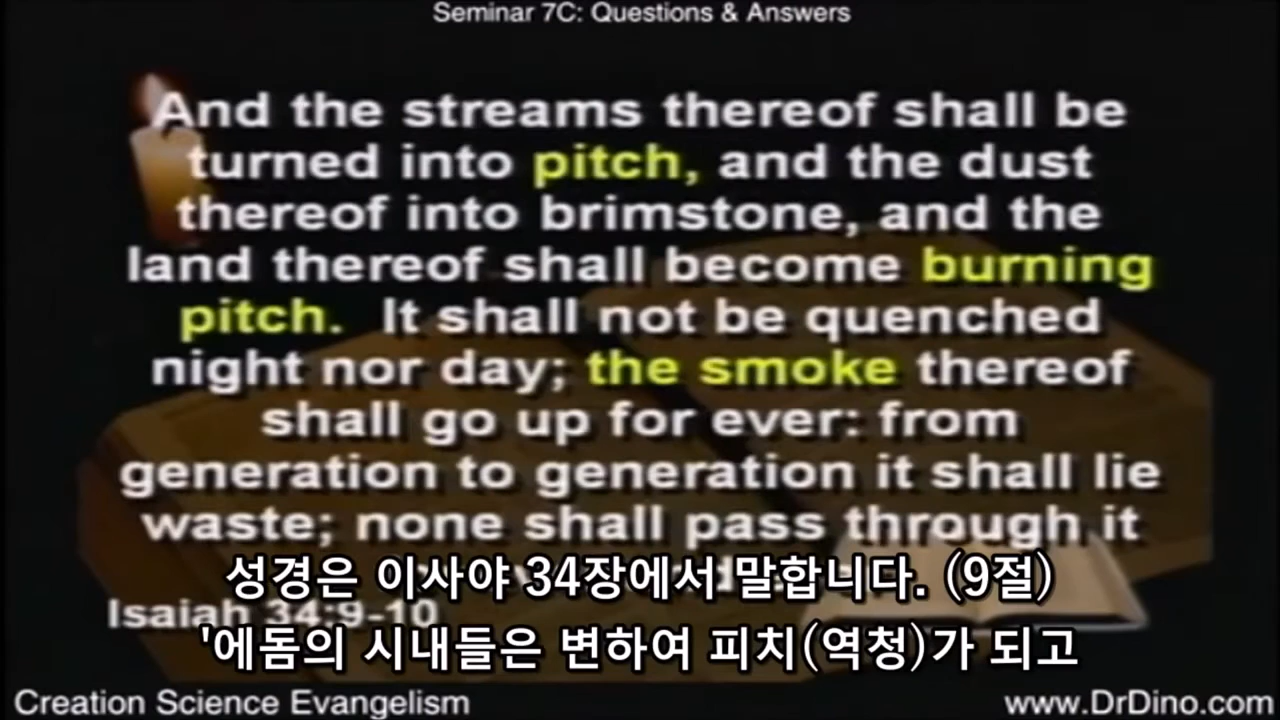 Seminar 7C: Questions & Answers
And the streams thereof shall be
turned into pitch, and the dust
thereof into brimstone, and the
land thereof shall become burning
pitch. It shall not be quenched
night nor day; the smoke thereof
shall go up for ever: from
generation to generation it shall lie
waste; none shall pass through it
성경은 이사야 34장에서 말합니다. (9절)
Isaiah 34:9-10
'에돔의 시내들은 변하여 피치(역청)가 되고
Creation Science Evangelism
www.DrDino.com